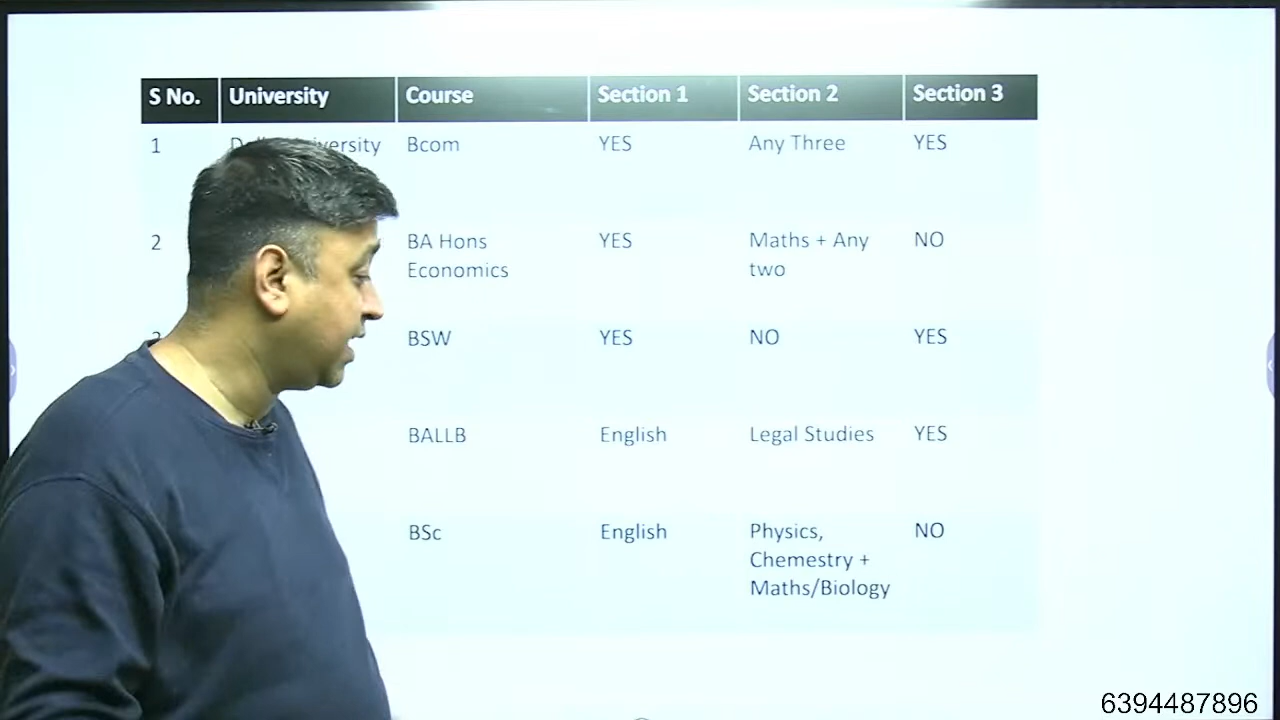 S No. University Course Section 1 Section 2 Section 3
1 Bcom YES Any Three YES
2 BA Hons Economics YES Maths + Any two NO
BSW YES NO YES
BALLB English Legal Studies YES
BSc English Physics, Chemestry + Maths/Biology NO
6394487896